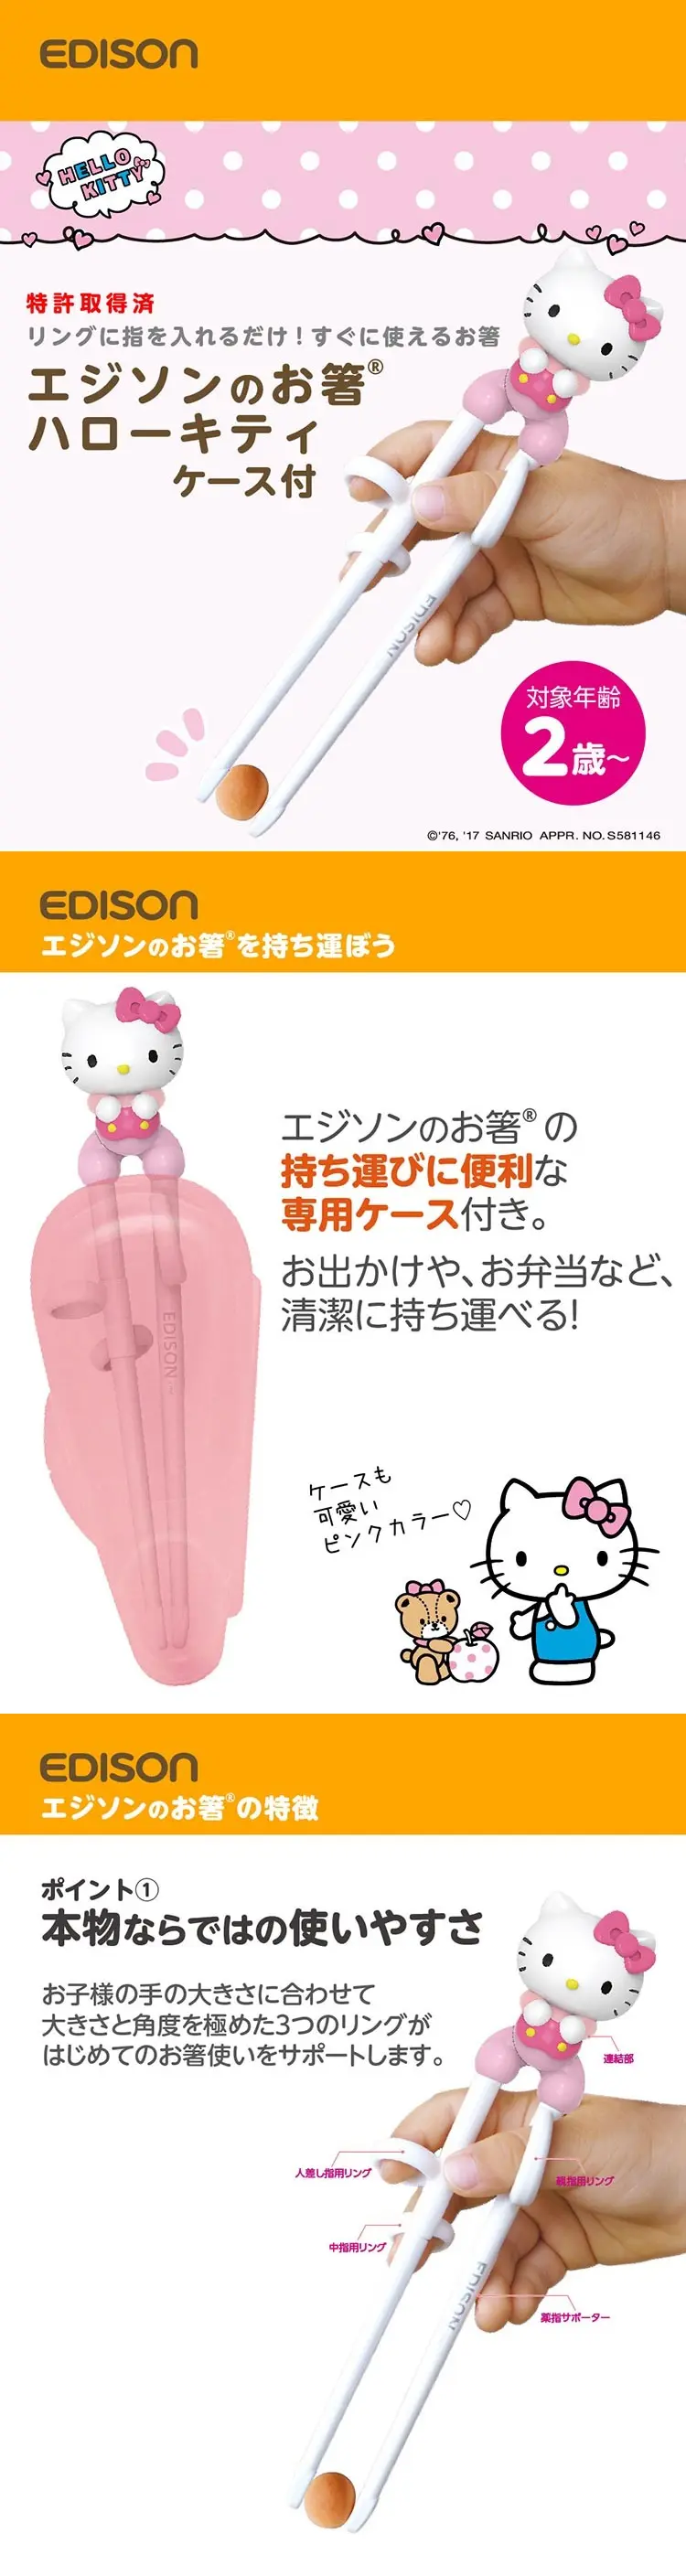 EDISON
HELLO
KITTY
特許取得済
リングに指を入れるだけ！すぐに使えるお箸
エジソンのお箸®
ハローキティ
ケース付
EDISON
対象年齢
2歳～
©'76, '17 SANRIO APPR. NO. S581146
EDISON
エジソンのお箸®を持ち運ぼう
エジソンのお箸®の
持ち運びに便利な
専用ケース付き。
お出かけや、お弁当など、
清潔に持ち運べる！
EDISON
ケースも
可愛い
ピンクカラー♡
EDISON
エジソンのお箸®の特徴
ポイント①
本物ならではの使いやすさ
お子様の手の大きさに合わせて
大きさと角度を極めた3つのリングが
はじめてのお箸使いをサポートします。
連結部
人差し指用リング
親指用リング
中指用リング
EDISON
薬指サポーター